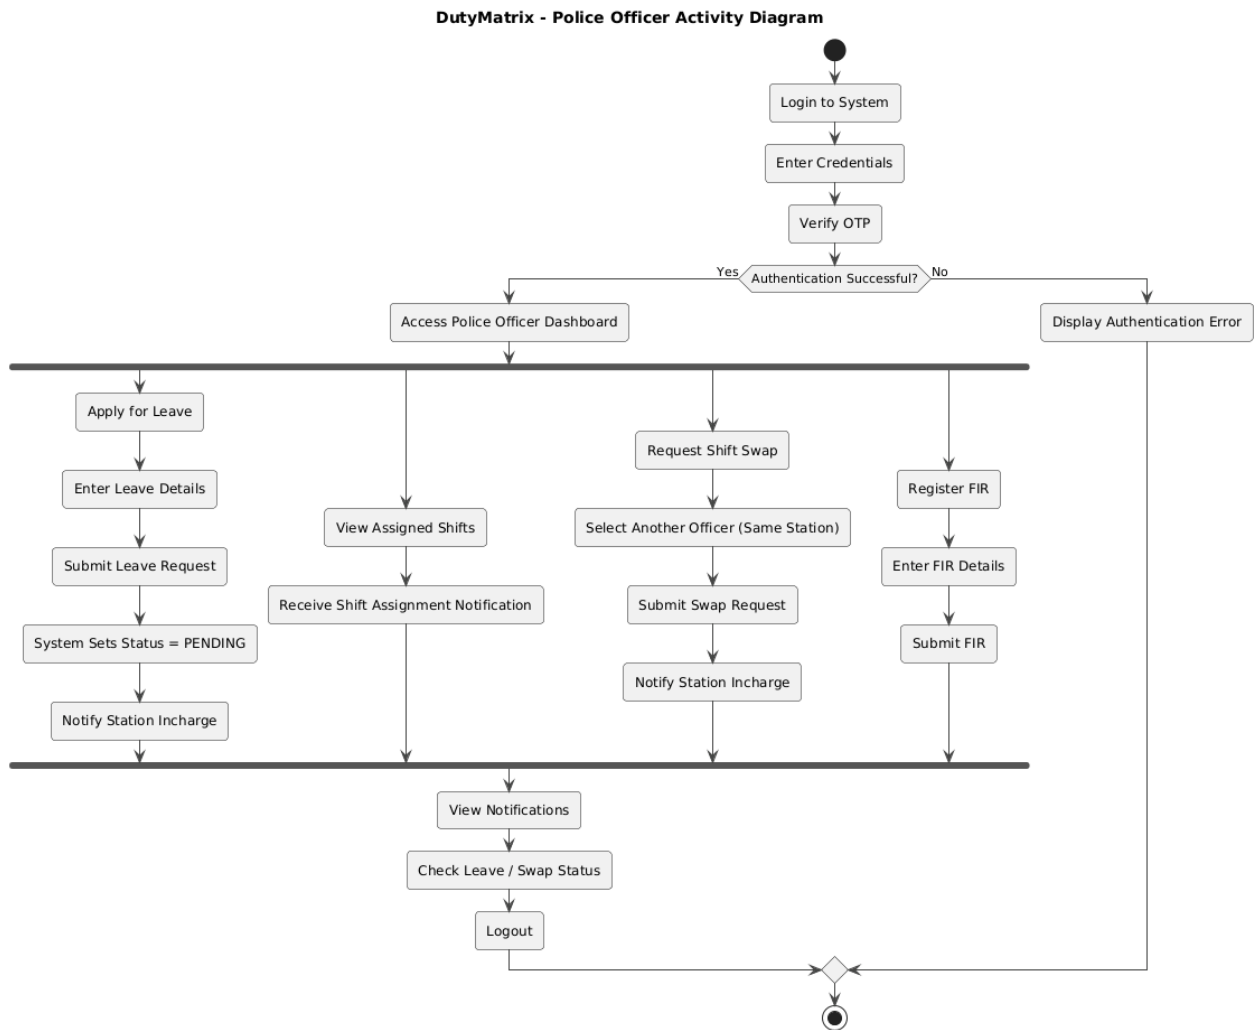 DutyMatrix - Police Officer Activity Diagram
Login to System
Enter Credentials
Verify OTP
Yes
Authentication Successful?
No
Access Police Officer Dashboard
Display Authentication Error
Apply for Leave
Enter Leave Details
Submit Leave Request
System Sets Status = PENDING
Notify Station Incharge
View Assigned Shifts
Receive Shift Assignment Notification
Request Shift Swap
Select Another Officer (Same Station)
Submit Swap Request
Notify Station Incharge
Register FIR
Enter FIR Details
Submit FIR
View Notifications
Check Leave / Swap Status
Logout